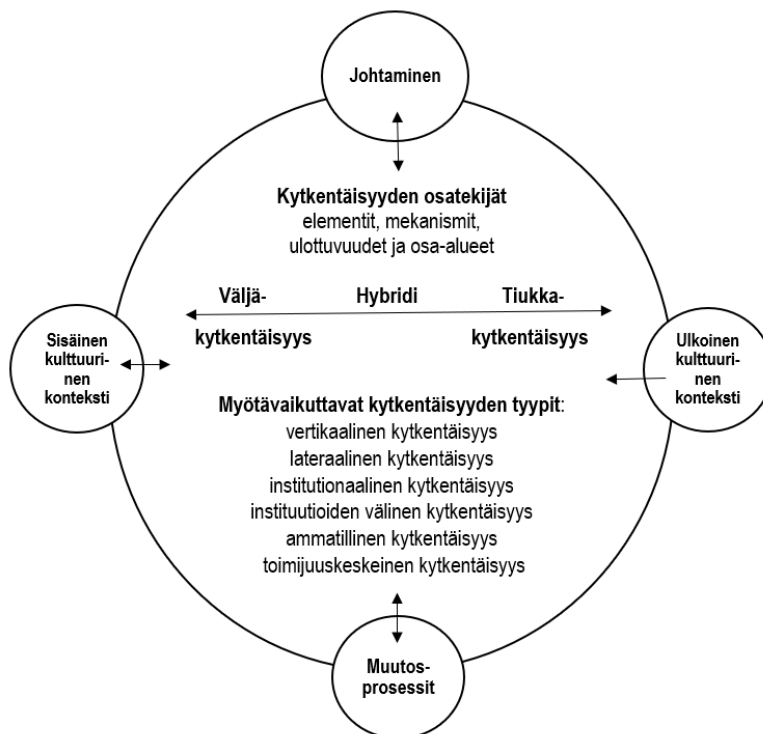 Johtaminen
Kytkentäisyyden osatekijät
elementit, mekanismit,
ulottuvuudet ja osa-alueet
Väljä- Hybridi Tiukka-
kytkentäisyys kytkentäisyys
Sisäinen
kulttuuri-
nen
konteksti
Ulkoinen
kulttuuri-
nen
konteksti
Myötävaikuttavat kytkentäisyyden tyypit:
vertikaalinen kytkentäisyys
lateraalinen kytkentäisyys
institutionaalinen kytkentäisyys
instituutioiden välinen kytkentäisyys
ammatillinen kytkentäisyys
toimijuuskeskeinen kytkentäisyys
Muutos-
prosessit